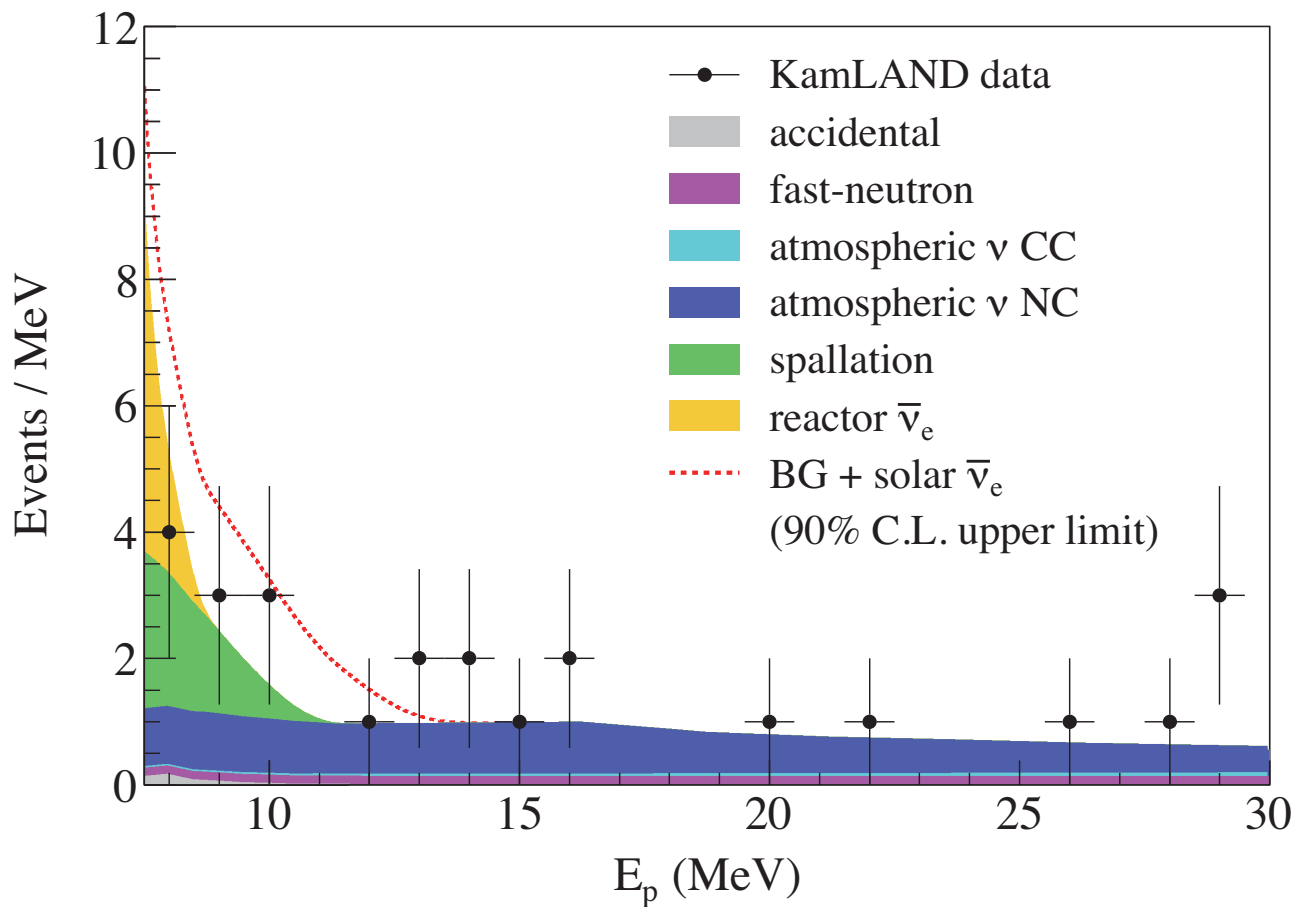 12
10
8
6
4
2
0
Events / MeV
KamLAND data
accidental
fast-neutron
atmospheric ν CC
atmospheric ν NC
spallation
reactor ν̅e
BG + solar ν̅e
(90% C.L. upper limit)
10 15 20 25 30
Ep (MeV)